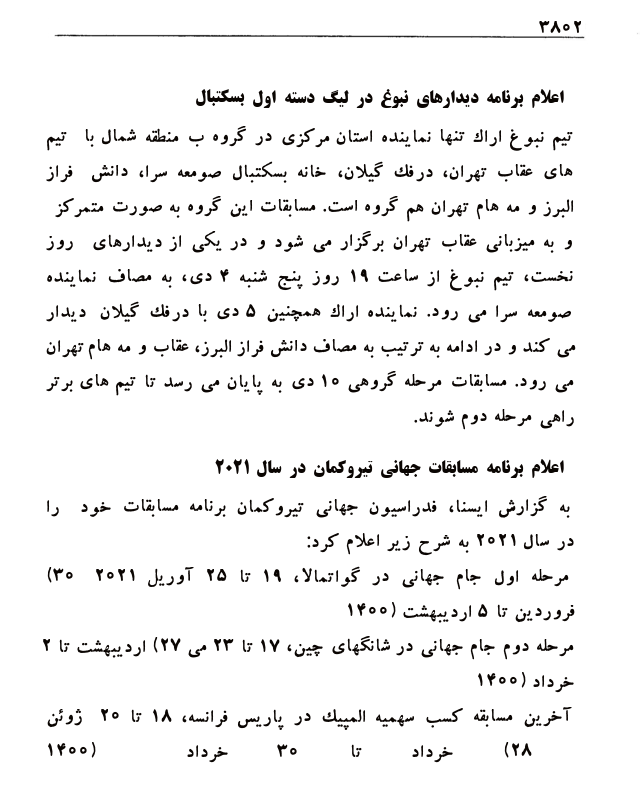 ۳۸۰۲
اعلام برنامه دیدارهای نبوغ در لیگ دسته اول بسکتبال
تیم نبوغ اراك تنها نماینده استان مرکزی در گروه ب منطقه شمال با تیم
های عقاب تهران، درفك گیلان، خانه بسکتبال صومعه سرا، دانش فراز
البرز و مه هام تهران هم گروه است. مسابقات این گروه به صورت متمرکز
و به میزبانی عقاب تهران برگزار می شود و در یکی از دیدارهای روز
نخست، تیم نبوغ از ساعت ۱۹ روز پنج شنبه ۴ دی، به مصاف نماینده
صومعه سرا می رود. نماینده اراك همچنین ۵ دی با درفك گیلان دیدار
می کند و در ادامه به ترتیب به مصاف دانش فراز البرز، عقاب و مه هام تهران
می رود. مسابقات مرحله گروهی ۱۰ دی به پایان می رسد تا تیم های برتر
راهی مرحله دوم شوند.
اعلام برنامه مسابقات جهانی تیروکمان در سال ۲۰۲۱
به گزارش ایسنا، فدراسیون جهانی تیروکمان برنامه مسابقات خود را
در سال ۲۰۲۱ به شرح زیر اعلام کرد:
مرحله اول جام جهانی در گواتمالا، ۱۹ تا ۲۵ آوریل ۲۰۲۱ ۳۰)
فروردین تا ۵ اردیبهشت (۱۴۰۰
مرحله دوم جام جهانی در شانگهای چین، ۱۷ تا ۲۳ می ۲۷) اردیبهشت تا ۲
خرداد (۱۴۰۰
آخرین مسابقه کسب سهمیه المپیك در پاریس فرانسه، ۱۸ تا ۲۰ ژوئن
۲۸) خرداد تا ۳۰ خرداد (۱۴۰۰